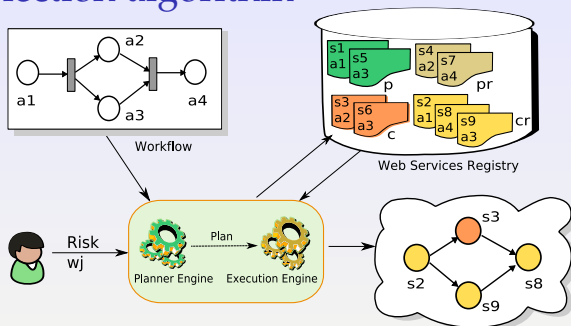 a2
a1
a4
a3
Workflow
s1
a1
s5
a3
p
s4
a2
s7
a4
pr
s3
a2
s6
a3
c
s2
a1
s8
a4
s9
a3
cr
Web Services Registry
Risk
wj
Plan
Planner Engine
Execution Engine
s3
s2
s8
s9